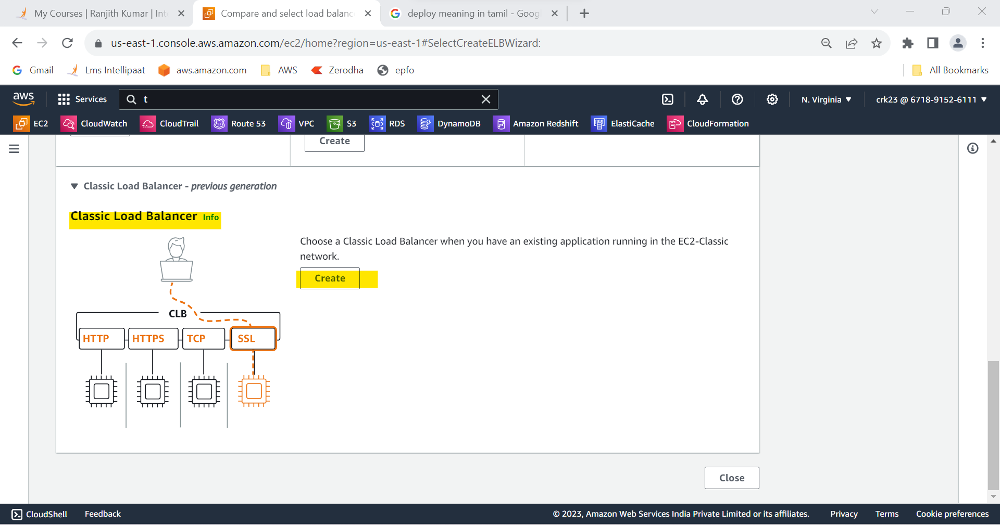 My Courses | Ranjith Kumar | Int
Compare and select load balanc
deploy meaning in tamil - Googl
us-east-1.console.aws.amazon.com/ec2/home?region=us-east-1#SelectCreateELBWizard:
Gmail
Lms Intellipaat
aws.amazon.com
AWS
Zerodha
epfo
All Bookmarks
aws
Services
t
N. Virginia
crk23 @ 6718-9152-6111
EC2
CloudWatch
CloudTrail
Route 53
VPC
S3
RDS
DynamoDB
Amazon Redshift
ElastiCache
CloudFormation
Create
Classic Load Balancer - previous generation
Classic Load Balancer Info
Choose a Classic Load Balancer when you have an existing application running in the EC2-Classic
network.
Create
CLB
HTTP
HTTPS
TCP
SSL
Close
CloudShell
Feedback
© 2023, Amazon Web Services India Private Limited or its affiliates.
Privacy
Terms
Cookie preferences